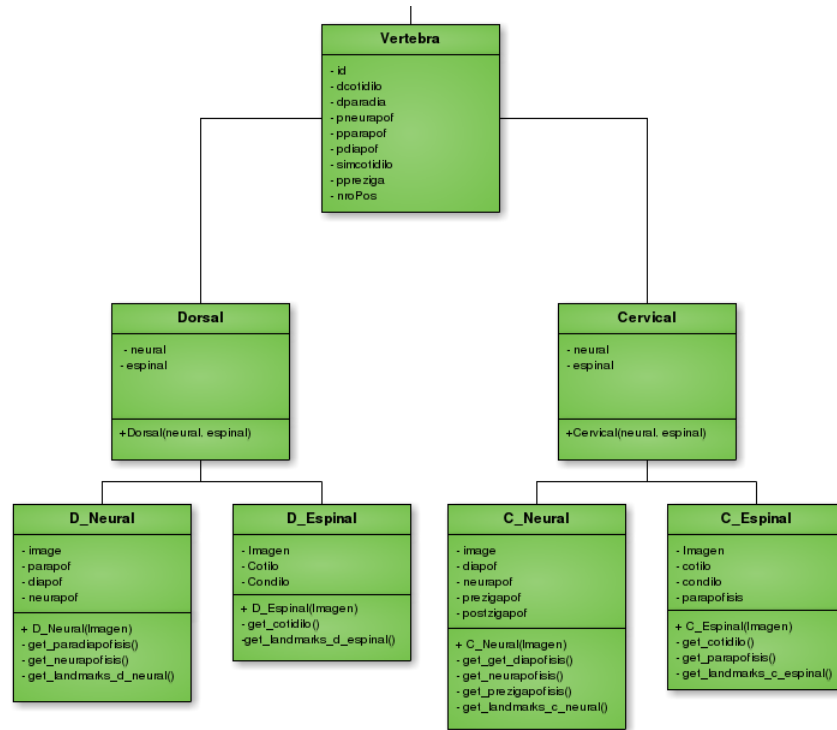 Vertebra
- id
- dcotidilo
- dparadia
- pneurapof
- pparapof
- pdiapof
- simcotidilo
- ppreziga
- nroPos
Dorsal
- neural
- espinal
+Dorsal(neural. espinal)
Cervical
- neural
- espinal
+Cervical(neural. espinal)
D_Neural
- image
- parapof
- diapof
- neurapof
+ D_Neural(Imagen)
- get_paradiapofisis()
- get_neurapofisis()
- get_landmarks_d_neural()
D_Espinal
- Imagen
- Cotilo
- Condilo
+ D_Espinal(Imagen)
- get_cotidilo()
-get_landmarks_d_espinal()
C_Neural
- image
- diapof
- neurapof
- prezigapof
- postzigapof
+ C_Neural(Imagen)
- get_get_diapofisis()
- get_neurapofisis()
- get_prezigapofisis()
- get_landmarks_c_neural()
C_Espinal
- Imagen
- cotilo
- condilo
- parapofisis
+ C_Espinal(Imagen)
- get_cotidilo()
- get_parapofisis()
- get_landmarks_c_espinal()